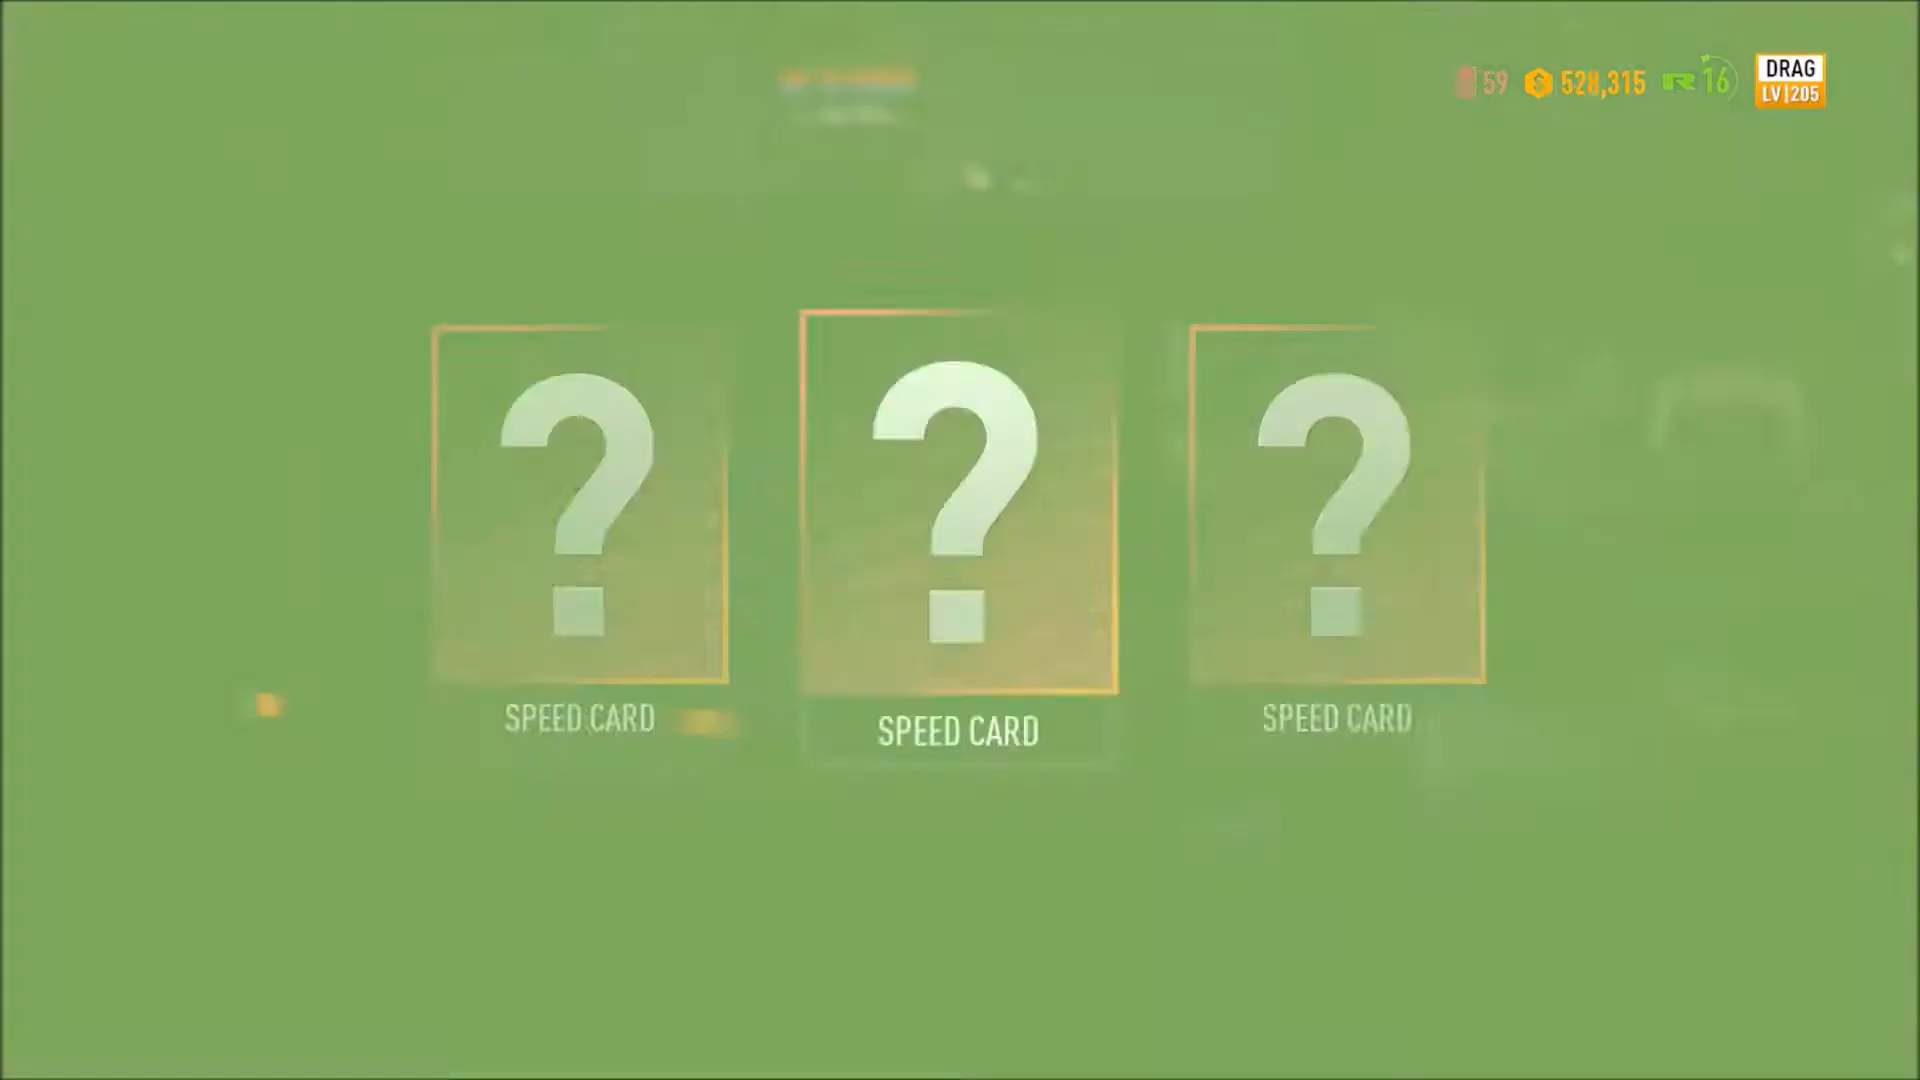 59 528,315 R 16 DRAG
LV|205
? ? ?
SPEED CARD SPEED CARD SPEED CARD